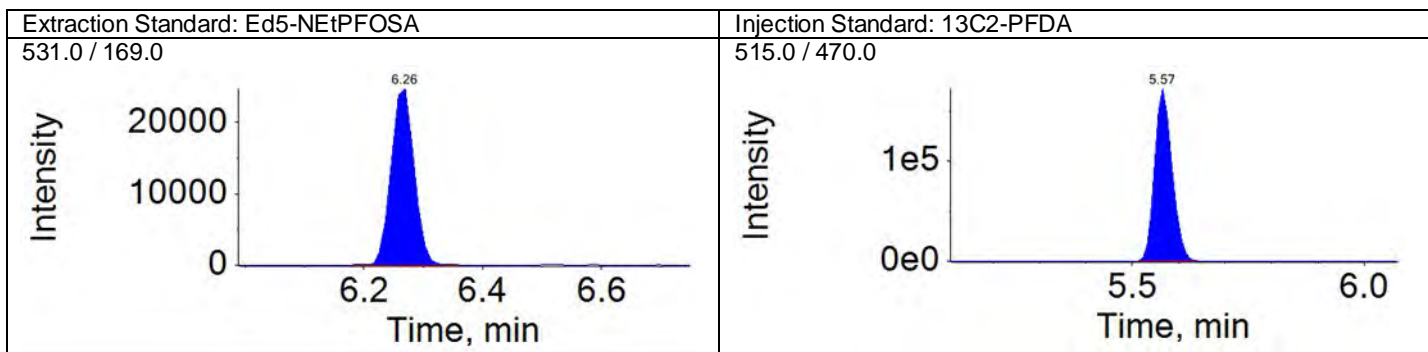 Extraction Standard: Ed5-NEtPFOSA
531.0 / 169.0
6.26
Intensity
20000
10000
0
6.2 6.4 6.6
Time, min
Injection Standard: 13C2-PFDA
515.0 / 470.0
5.57
Intensity
1e5
0e0
5.5 6.0
Time, min